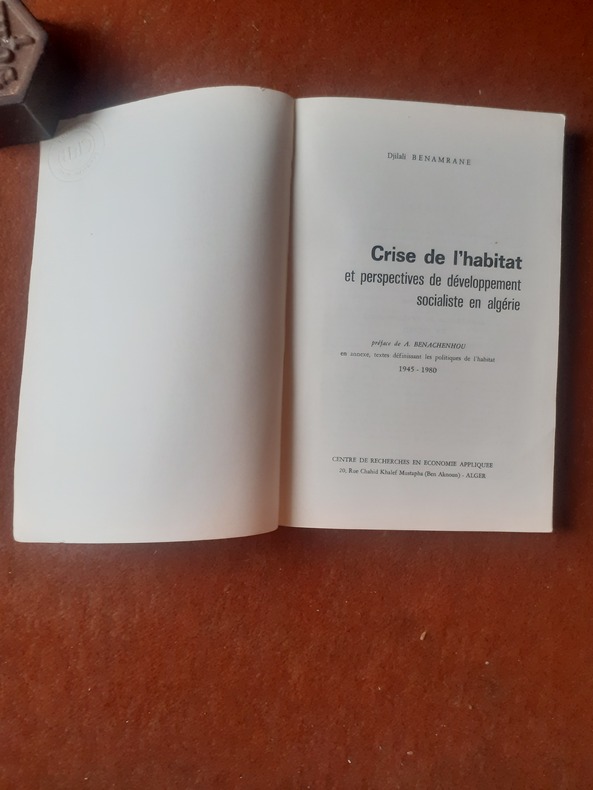 Djilali BENAMRANE
Crise de l'habitat
et perspectives de développement
socialiste en algérie
préface de A. BENACHENHOU
en annexe, textes définissant les politiques de l'habitat
1945 - 1980
CENTRE DE RECHERCHES EN ECONOMIE APPLIQUEE
20, Rue Chahid Khalef Mustapha (Ben Aknoun) - ALGER